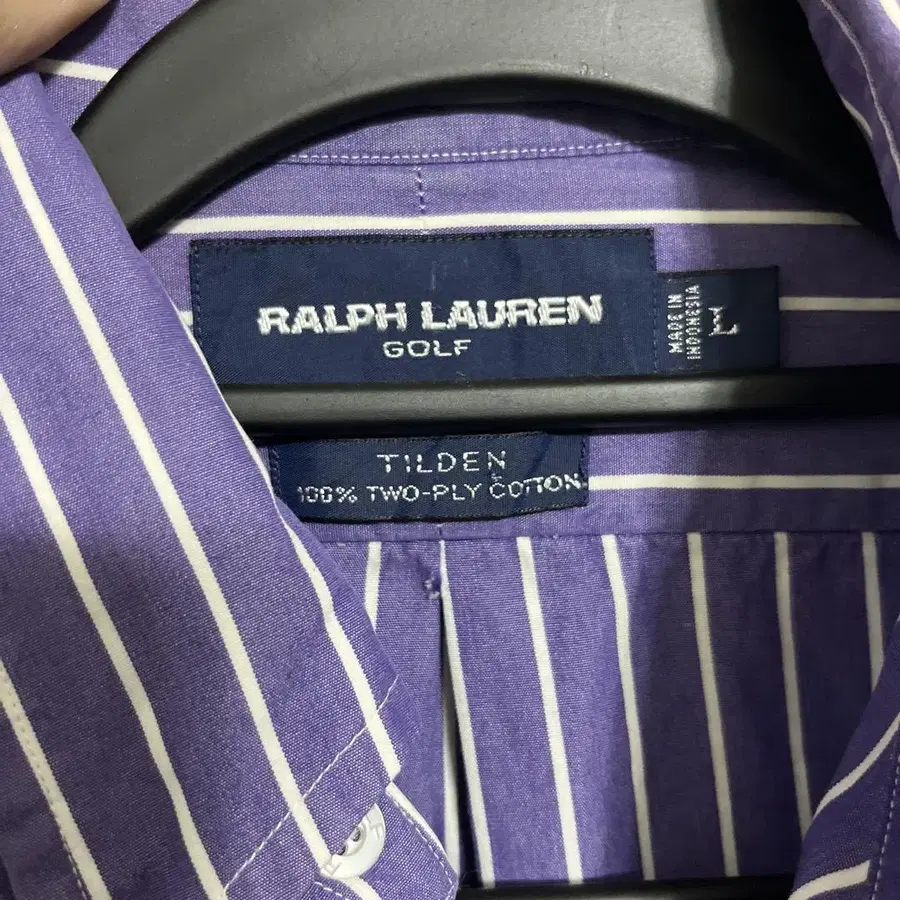 RALPH LAUREN
GOLF
MADE IN
INDONESIA
L
TILDEN
100% TWO-PLY COTTON